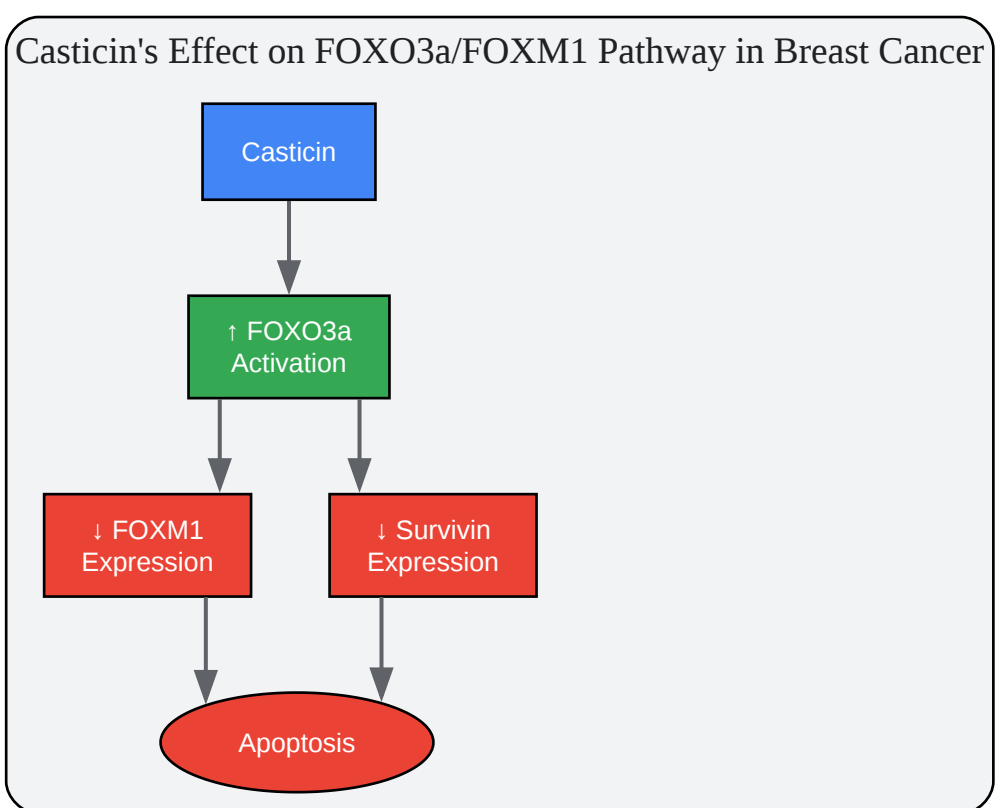 Casticin's Effect on FOXO3a/FOXM1 Pathway in Breast Cancer
Casticin
↑ FOXO3a
Activation
↓ FOXM1
Expression
↓ Survivin
Expression
Apoptosis